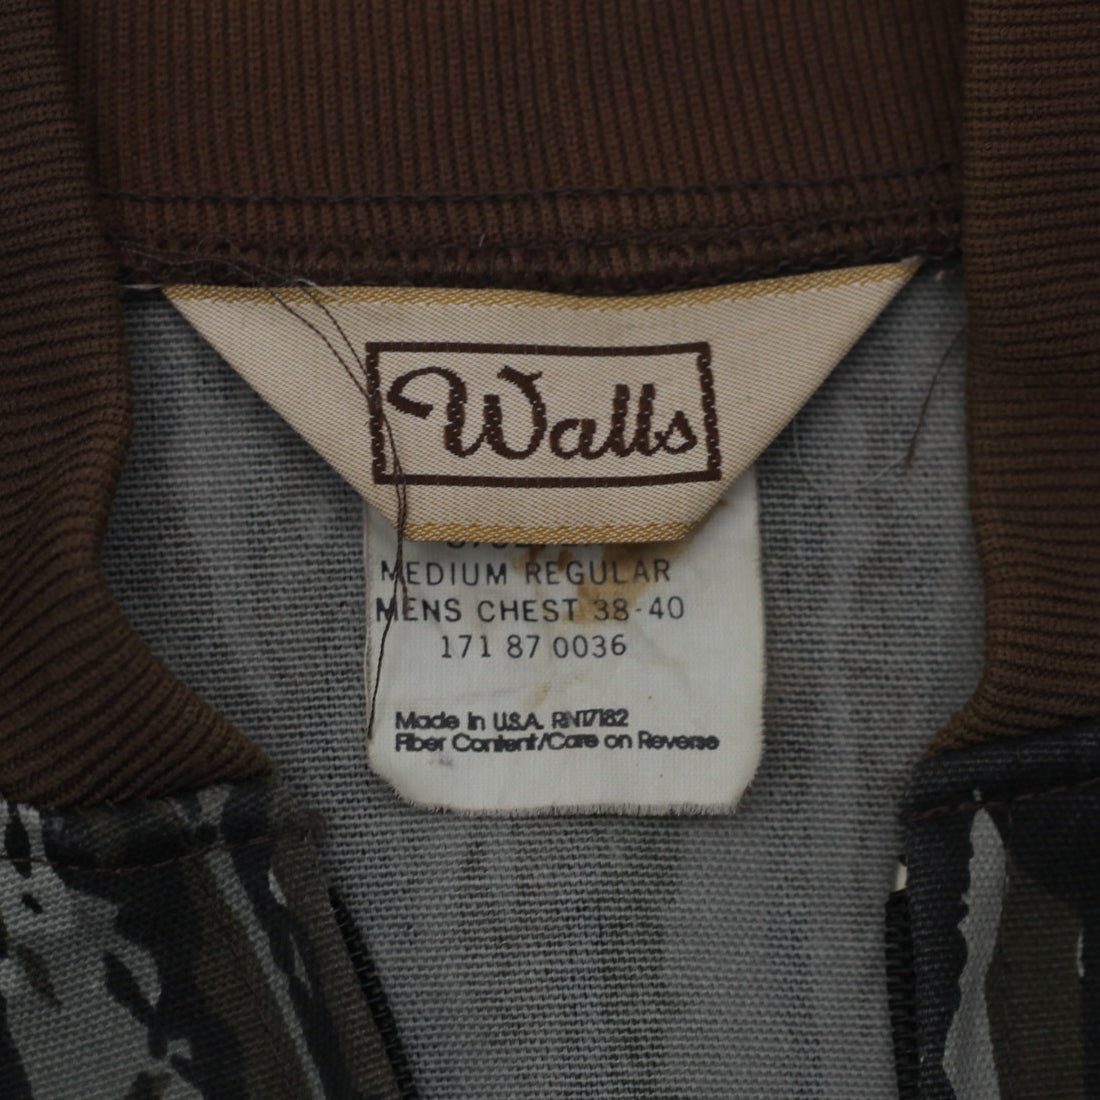 Walls
MEDIUM REGULAR
MENS CHEST 38-40
171 87 0036
Made in U.S.A. RN17182
Fiber Content/Care on Reverse